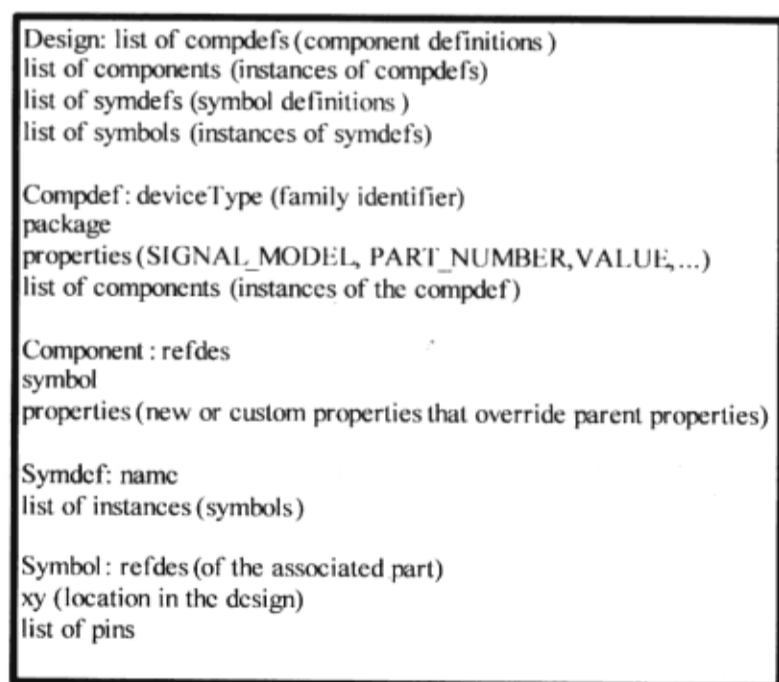 Design: list of compdefs (component definitions )
list of components (instances of compdefs)
list of symdefs (symbol definitions )
list of symbols (instances of symdefs)
Compdef: deviceType (family identifier)
package
properties (SIGNAL_MODEL, PART_NUMBER,VALUE,...)
list of components (instances of the compdef)
Component : refdes
symbol
properties (new or custom properties that override parent properties)
Symdef: name
list of instances (symbols)
Symbol: refdes (of the associated part)
xy (location in the design)
list of pins